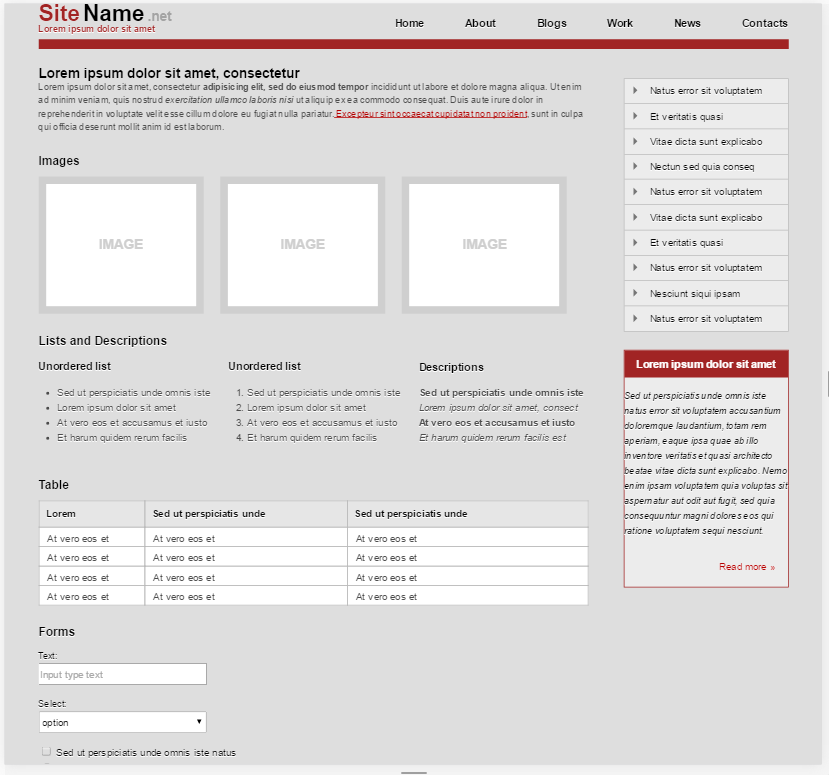 Site Name .net
Lorem ipsum dolor sit amet
Home About Blogs Work News Contacts
Lorem ipsum dolor sit amet, consectetur
Lorem ipsum dolor sit amet, consectetur adipisicing elit, sed do eiusmod tempor incididunt ut labore et dolore magna aliqua. Ut enim
ad minim veniam, quis nostrud exercitation ullamco laboris nisi ut aliquip ex ea commodo consequat. Duis aute irure dolor in
reprehenderit in voluptate velit esse cillum dolore eu fugiat nulla pariatur. Excepteur sint occaecat cupidatat non proident, sunt in culpa
qui officia deserunt mollit anim id est laborum.
Images
IMAGE IMAGE IMAGE
Lists and Descriptions
Unordered list
• Sed ut perspiciatis unde omnis iste
• Lorem ipsum dolor sit amet
• At vero eos et accusamus et iusto
• Et harum quidem rerum facilis
Unordered list
1. Sed ut perspiciatis unde omnis iste
2. Lorem ipsum dolor sit amet
3. At vero eos et accusamus et iusto
4. Et harum quidem rerum facilis
Descriptions
Sed ut perspiciatis unde omnis iste
Lorem ipsum dolor sit amet, consect
At vero eos et accusamus et iusto
Et harum quidem rerum facilis est
Table
Lorem Sed ut perspiciatis unde Sed ut perspiciatis unde
At vero eos et At vero eos et At vero eos et
At vero eos et At vero eos et At vero eos et
At vero eos et At vero eos et At vero eos et
At vero eos et At vero eos et At vero eos et
Forms
Text:
Input type text
Select:
option
Sed ut perspiciatis unde omnis iste natus
Natus error sit voluptatem
Et veritatis quasi
Vitae dicta sunt explicabo
Nectun sed quia conseq
Natus error sit voluptatem
Vitae dicta sunt explicabo
Et veritatis quasi
Natus error sit voluptatem
Nesciunt siqui ipsam
Natus error sit voluptatem
Lorem ipsum dolor sit amet
Sed ut perspiciatis unde omnis iste
natus error sit voluptatem accusantium
doloremque laudantium, totam rem
aperiam, eaque ipsa quae ab illo
inventore veritatis et quasi architecto
beatae vitae dicta sunt explicabo. Nemo
enim ipsam voluptatem quia voluptas sit
aspernatur aut odit aut fugit, sed quia
consequuntur magni dolores eos qui
ratione voluptatem sequi nesciunt.
Read more »